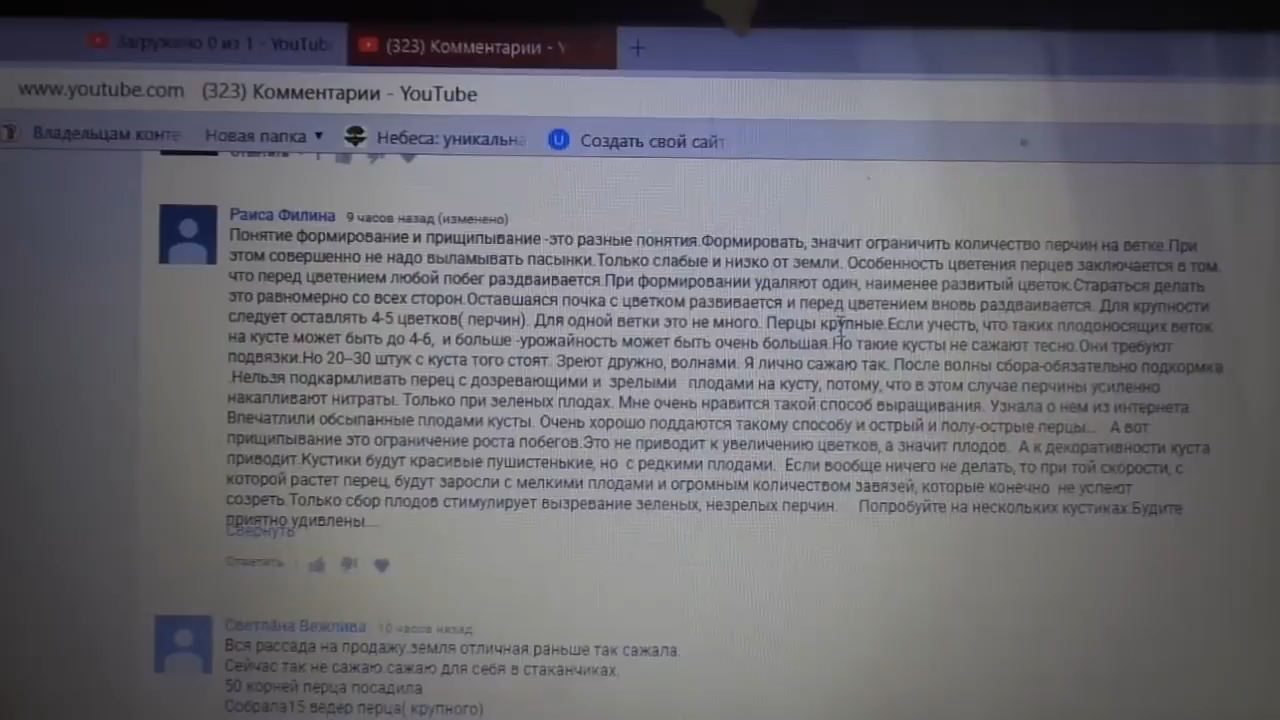 Загружено 0 из 1 - YouTube
(323) Комментарии - Y
+
www.youtube.com (323) Комментарии - YouTube
Владельцам конте Новая папка ▼ Небеса: уникальна Создать свой сайт
Ответить
Раиса Филина 9 часов назад (изменено)
Понятие формирование и прищипывание -это разные понятия.Формировать, значит ограничить количество перчин на ветке.При
этом совершенно не надо выламывать пасынки.Только слабые и низко от земли. Особенность цветения перцев заключается в том,
что перед цветением любой побег раздваивается.При формировании удаляют один, наименее развитый цветок.Стараться делать
это равномерно со всех сторон.Оставшаяся почка с цветком развивается и перед цветением вновь раздваивается. Для крупности
следует оставлять 4-5 цветков( перчин). Для одной ветки это не много. Перцы крупные.Если учесть, что таких плодоносящих веток
на кусте может быть до 4-6, и больше -урожайность может быть очень большая.Но такие кусты не сажают тесно.Они требуют
подвязки.Но 20–30 штук с куста того стоят. Зреют дружно, волнами. Я лично сажаю так. После волны сбора-обязательно подкормка
.Нельзя подкармливать перец с дозревающими и зрелыми плодами на кусту, потому, что в этом случае перчины усиленно
накапливают нитраты. Только при зеленых плодах. Мне очень нравится такой способ выращивания. Узнала о нем из интернета.
Впечатлили обсыпанные плодами кусты. Очень хорошо поддаются такому способу и острый и полу-острые перцы... А вот
прищипывание это ограничение роста побегов.Это не приводит к увеличению цветков, а значит плодов. А к декоративности куста
приводит.Кустики будут красивые пушистенькие, но с редкими плодами. Если вообще ничего не делать, то при той скорости, с
которой растет перец, будут заросли с мелкими плодами и огромным количеством завязей, которые конечно не успеют
созреть.Только сбор плодов стимулирует вызревание зеленых, незрелых перчин. Попробуйте на нескольких кустиках.Будите
приятно удивлены....
Свернуть
Ответить
Светлана Вежлива 10 часов назад
Вся рассада на продажу.земля отличная.раньше так сажала.
Сейчас так не сажаю.сажаю для себя в стаканчиках.
50 корней перца посадила
Собрала15 ведер перца( крупного)